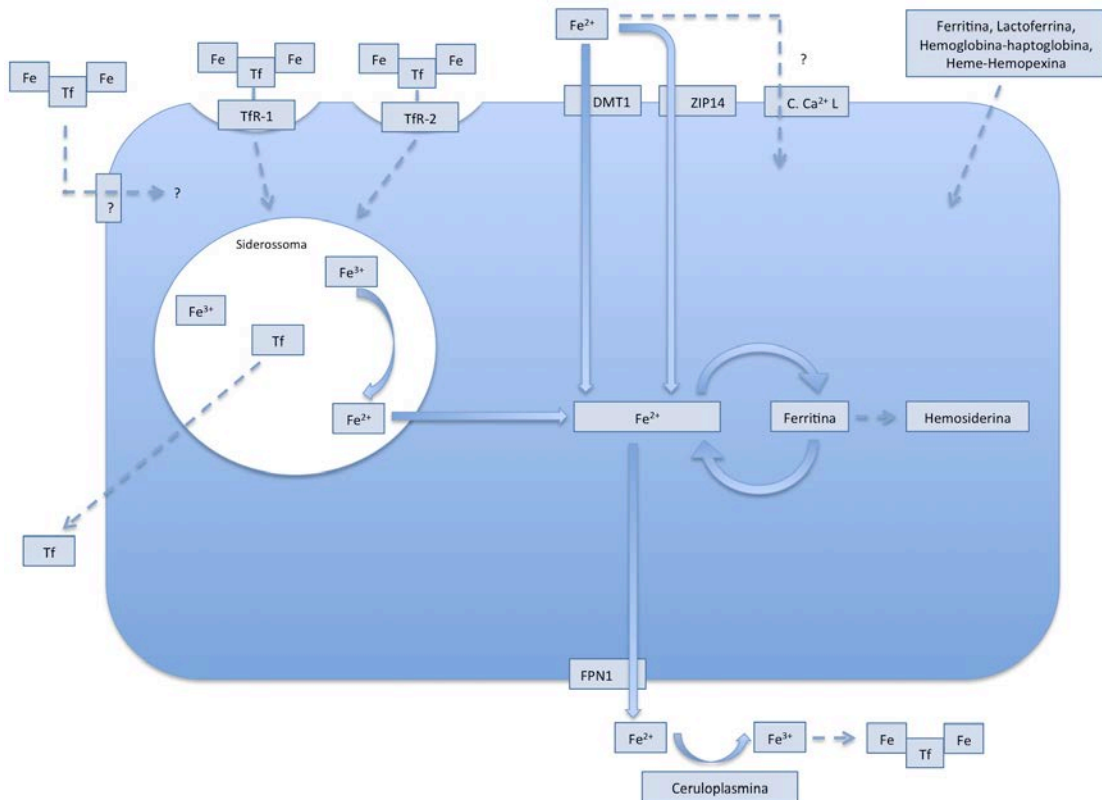 Fe²⁺
Ferritina, Lactoferrina,
Hemoglobina-haptoglobina,
Heme-Hemopexina
Fe Tf Fe
Fe Tf Fe
Fe Tf Fe
?
TfR-1
TfR-2
DMT1
ZIP14
C. Ca²⁺ L
?
?
Siderossoma
Fe³⁺
Fe³⁺
Tf
Fe²⁺
Fe²⁺
Ferritina
Hemosiderina
Tf
FPN1
Fe²⁺
Fe³⁺
Fe Tf Fe
Ceruloplasmina